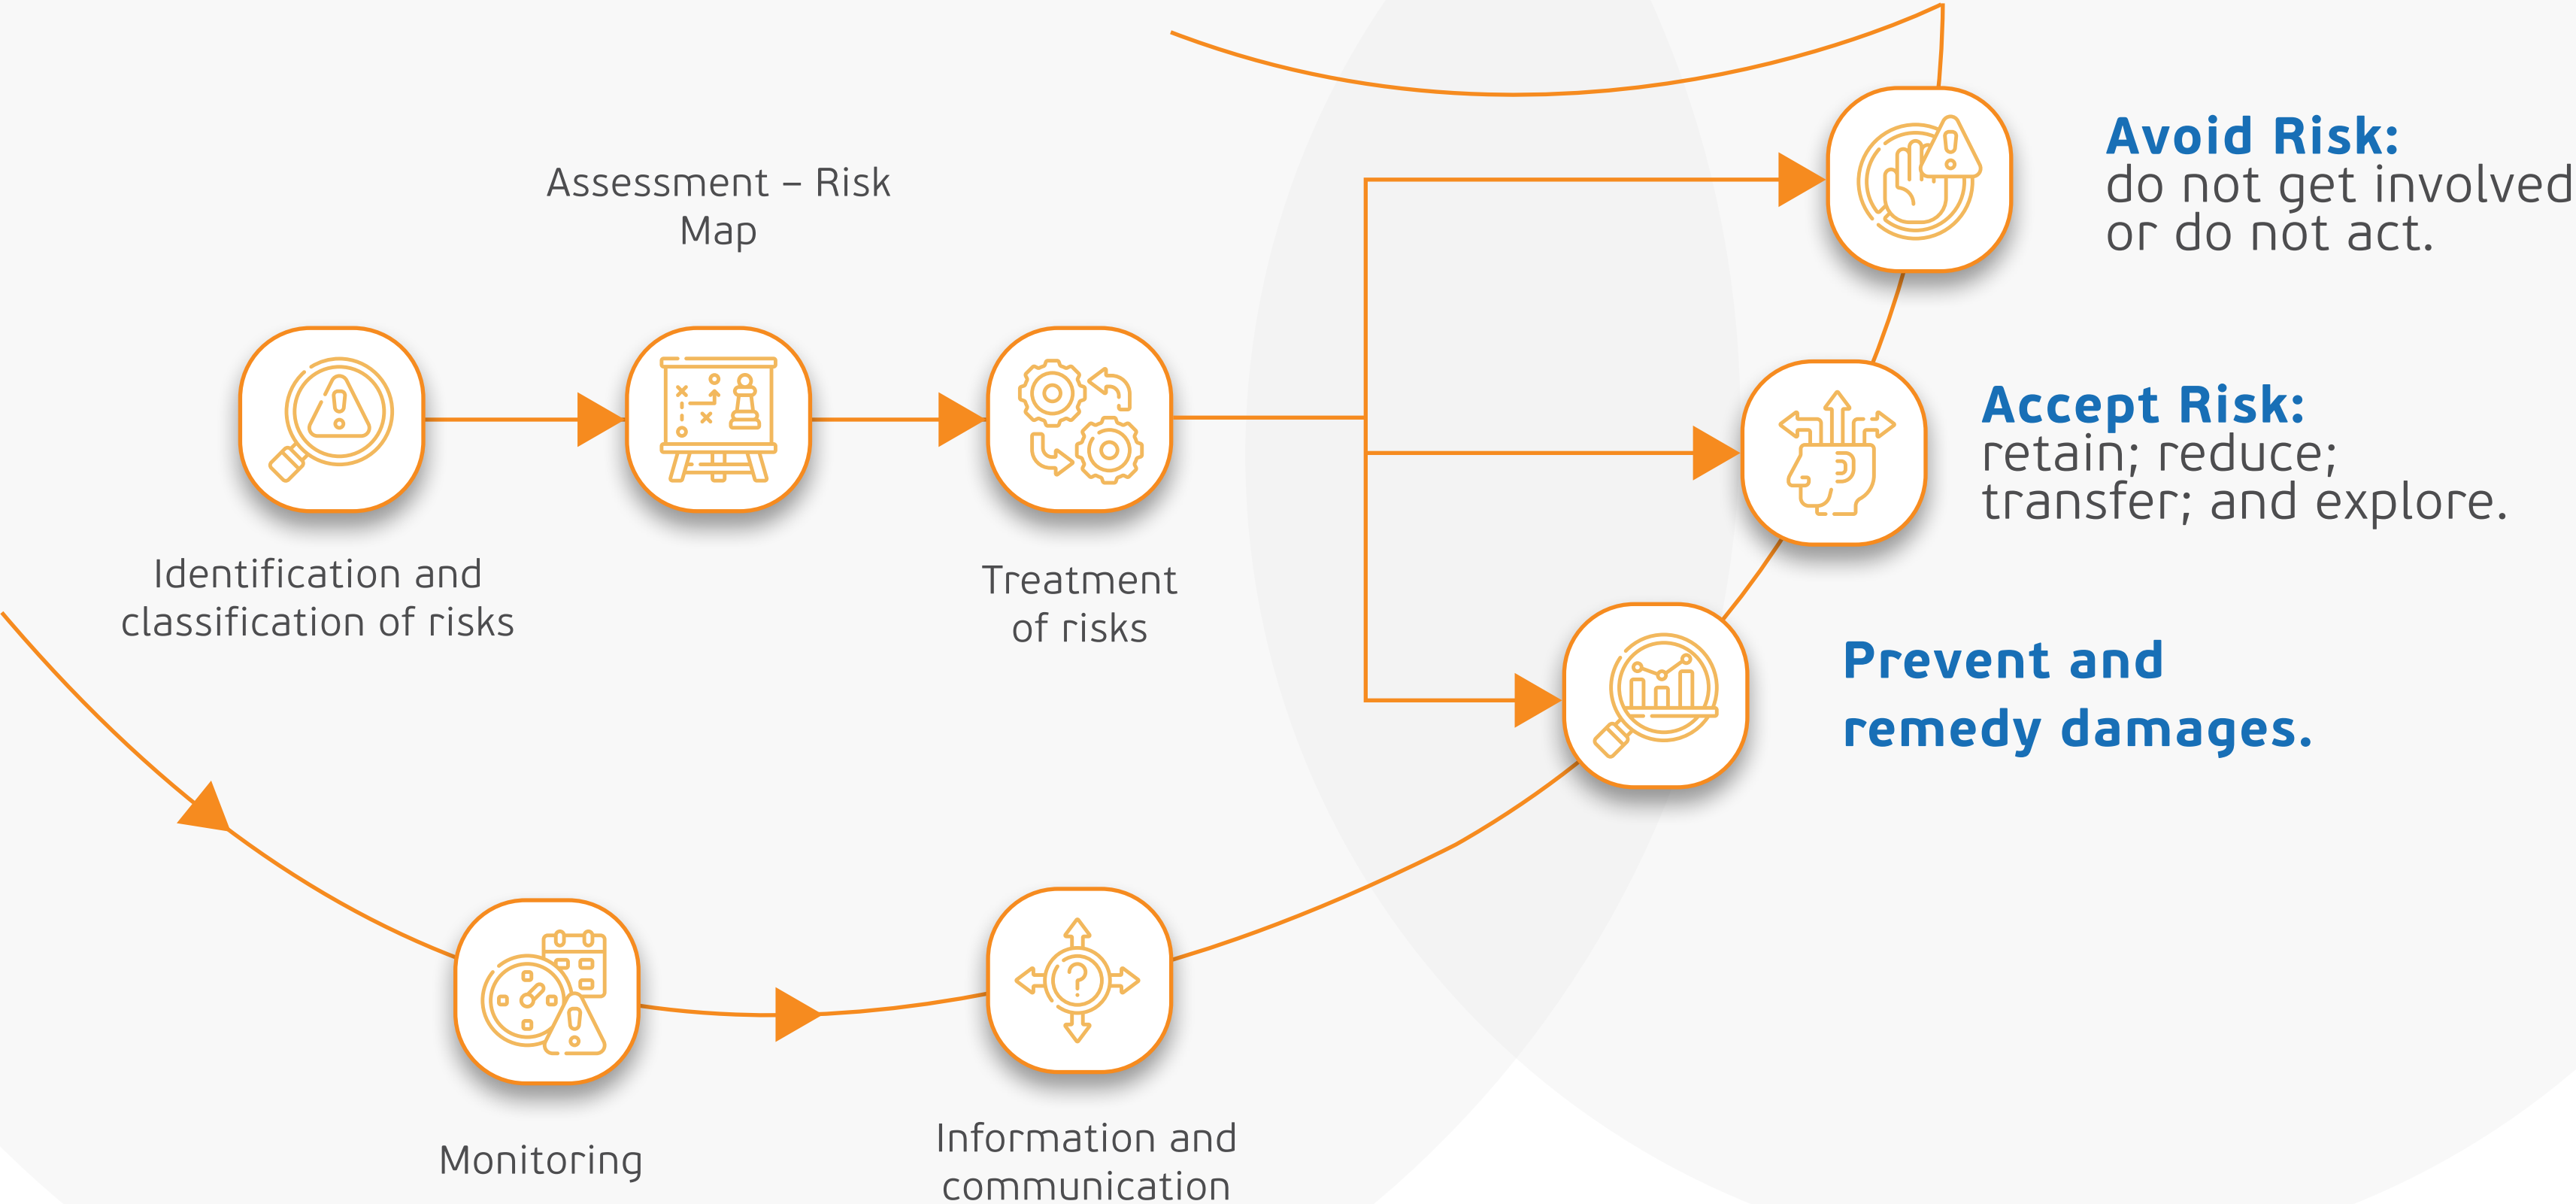 Assessment – Risk
Map
Identification and
classification of risks
Treatment
of risks
Avoid Risk:
do not get involved
or do not act.
Accept Risk:
retain; reduce;
transfer; and explore.
Prevent and
remedy damages.
Monitoring
Information and
communication
?